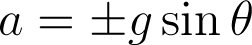 a = ±g sin θ